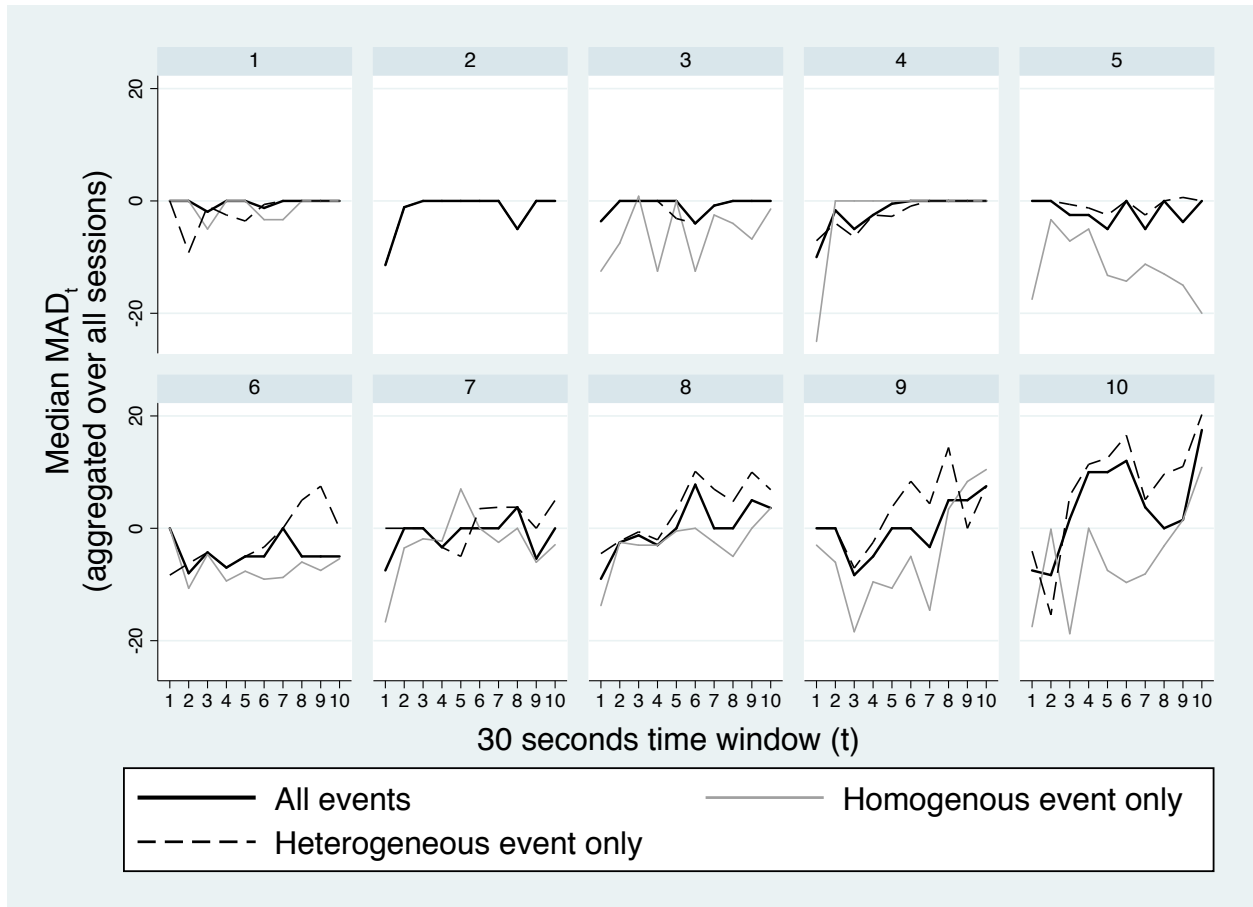 1 2 3 4 5
20
0
-20
6 7 8 9 10
20
0
-20
Median MADt
(aggregated over all sessions)
1 2 3 4 5 6 7 8 9 10 1 2 3 4 5 6 7 8 9 10 1 2 3 4 5 6 7 8 9 10 1 2 3 4 5 6 7 8 9 10 1 2 3 4 5 6 7 8 9 10
30 seconds time window (t)
All events Homogenous event only
Heterogeneous event only